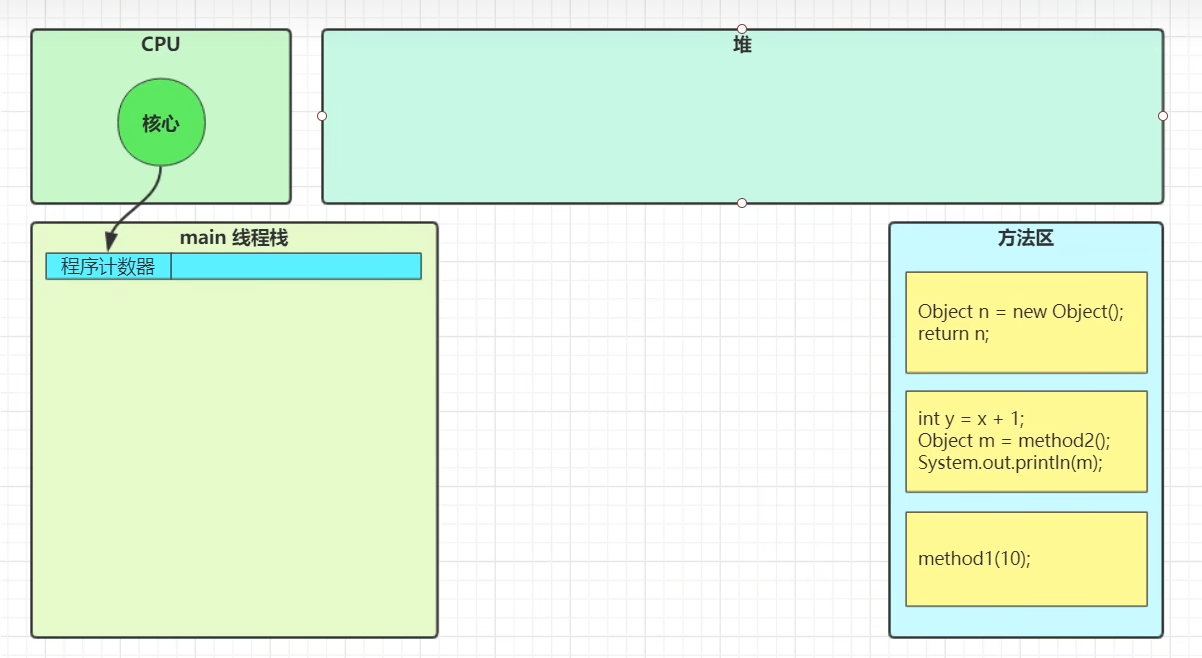 CPU
核心
堆
main 线程栈
程序计数器
方法区
Object n = new Object();
return n;
int y = x + 1;
Object m = method2();
System.out.println(m);
method1(10);